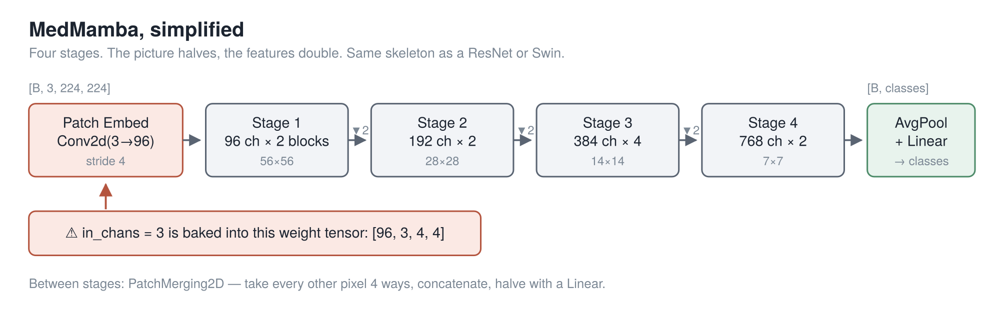 MedMamba, simplified
Four stages. The picture halves, the features double. Same skeleton as a ResNet or Swin.
[B, 3, 224, 224]
[B, classes]
Patch Embed
Conv2d(3→96)
stride 4
Stage 1
96 ch × 2 blocks
56×56
▼2
Stage 2
192 ch × 2
28×28
▼2
Stage 3
384 ch × 4
14×14
▼2
Stage 4
768 ch × 2
7×7
AvgPool
+ Linear
→ classes
⚠ in_chans = 3 is baked into this weight tensor: [96, 3, 4, 4]
Between stages: PatchMerging2D — take every other pixel 4 ways, concatenate, halve with a Linear.